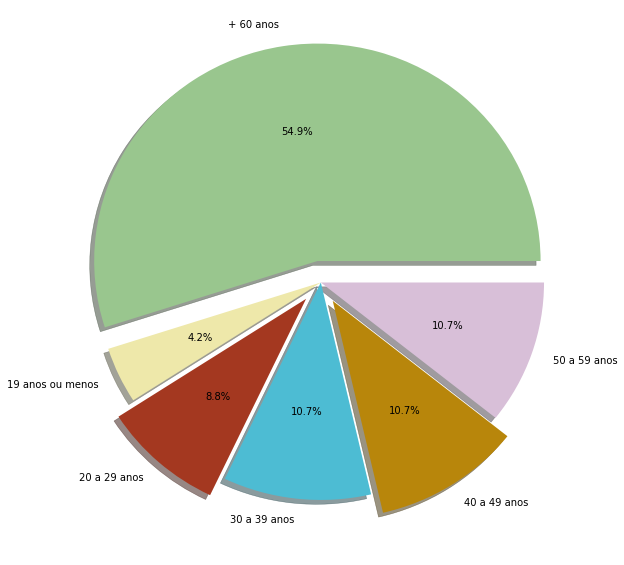 + 60 anos
54.9%
4.2%
10.7%
19 anos ou menos
50 a 59 anos
8.8%
10.7%
10.7%
20 a 29 anos
30 a 39 anos
40 a 49 anos